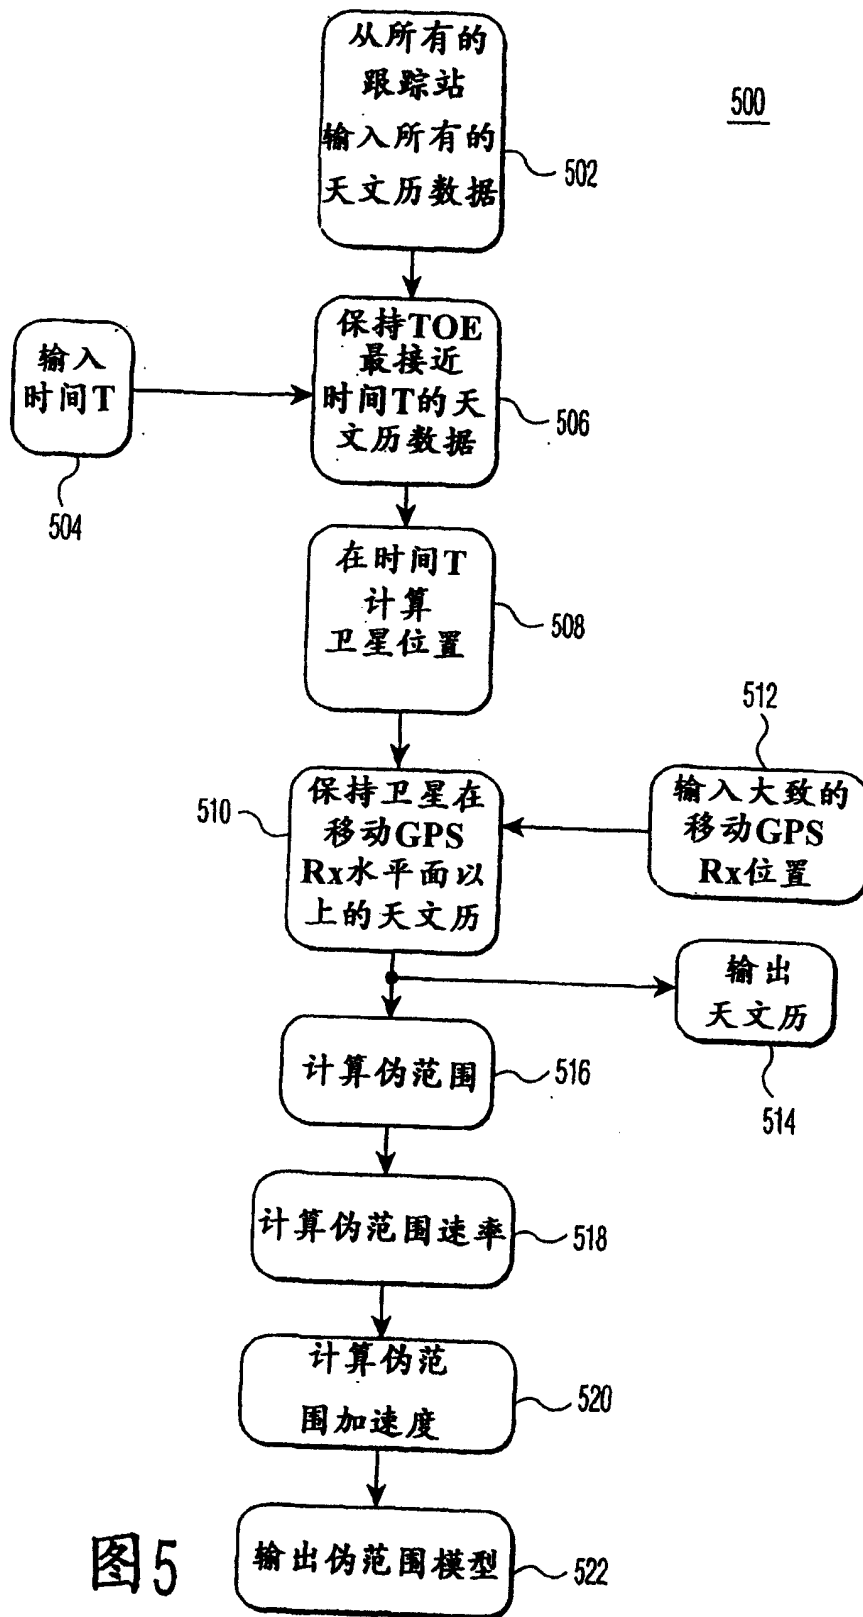 从所有的
跟踪站
输入所有的
天文历数据
500
502
输入
时间T
504
保持TOE
最接近
时间T的天
文历数据
506
在时间T
计算
卫星位置
508
510
保持卫星在
移动GPS
Rx水平面以
上的天文历
512
输入大致的
移动GPS
Rx位置
输出
天文历
514
计算伪范围
516
计算伪范围速率
518
计算伪范
围加速度
520
输出伪范围模型
522
图5